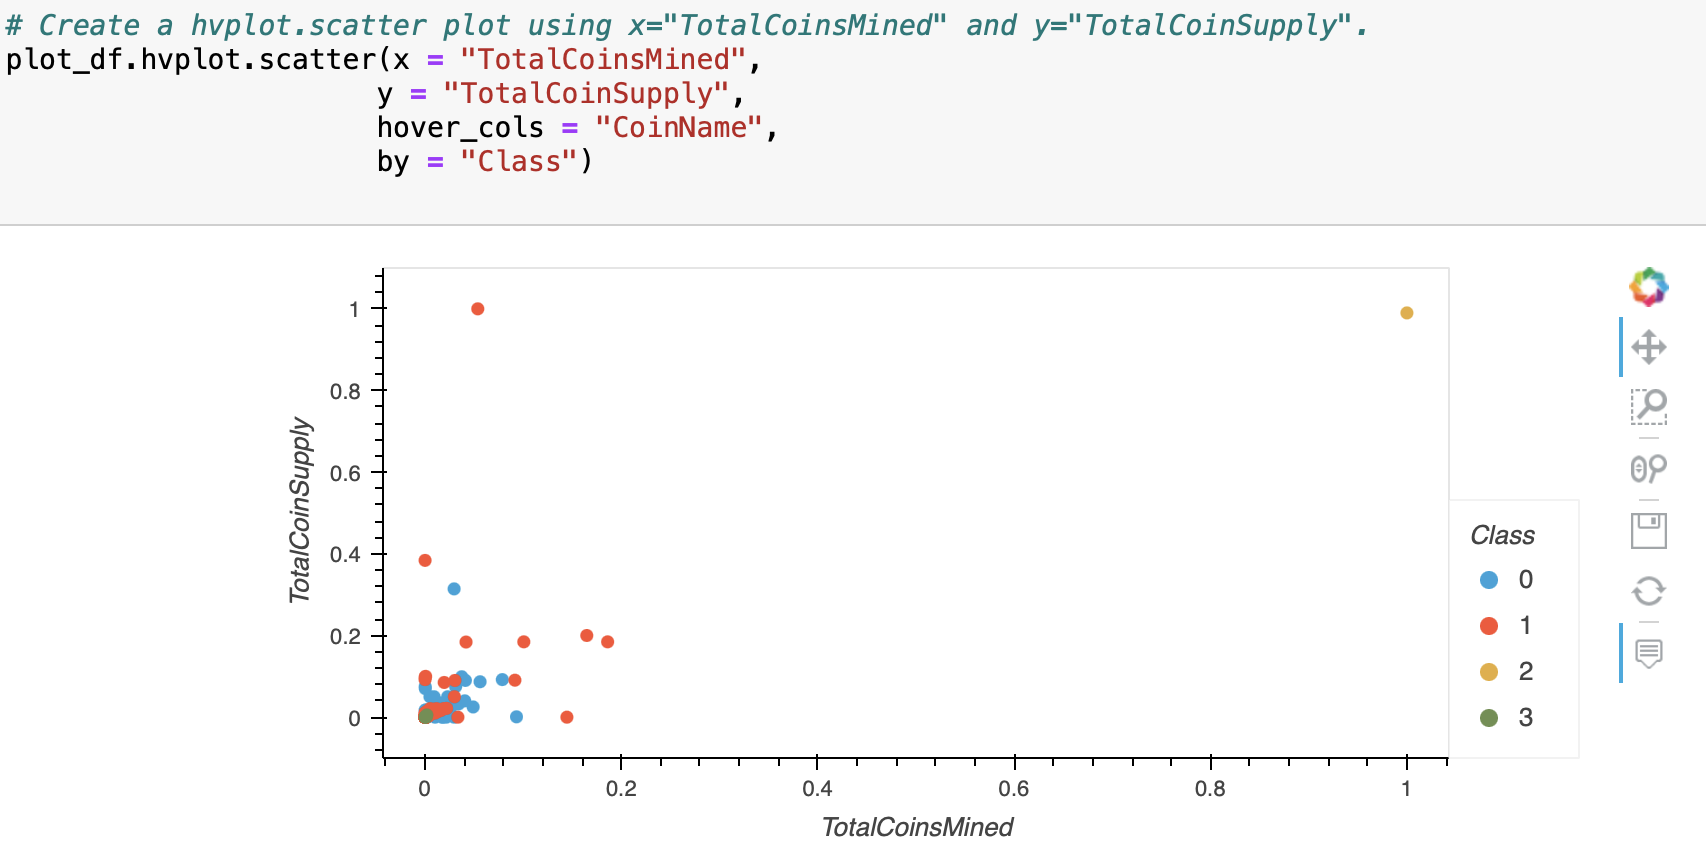 # Create a hvplot.scatter plot using x="TotalCoinsMined" and y="TotalCoinSupply".
plot_df.hvplot.scatter(x = "TotalCoinsMined",
y = "TotalCoinSupply",
hover_cols = "CoinName",
by = "Class")
1
0.8
0.6
0.4
0.2
0
TotalCoinSupply
0 0.2 0.4 0.6 0.8 1
TotalCoinsMined
Class
0
1
2
3